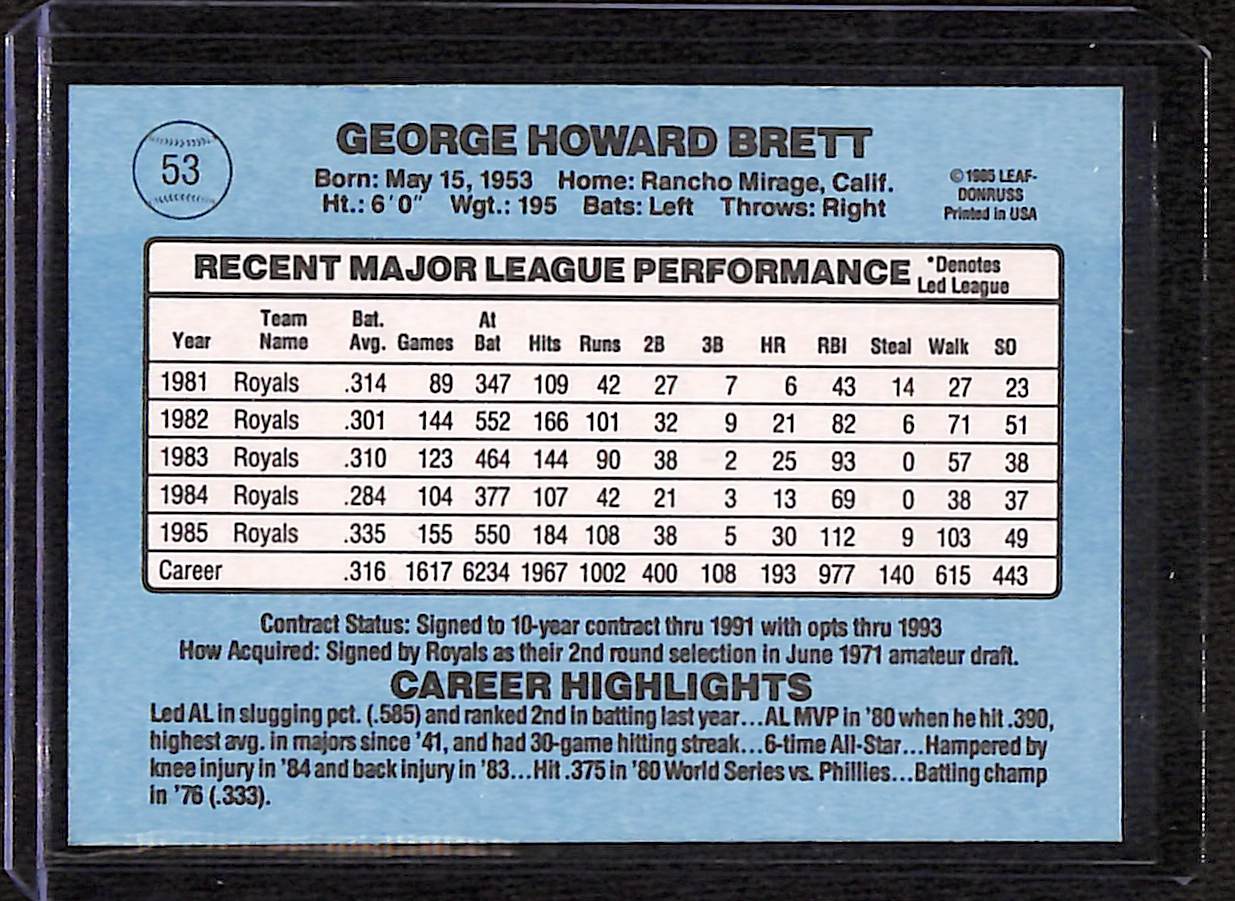 53
GEORGE HOWARD BRETT
Born: May 15, 1953 Home: Rancho Mirage, Calif.
Ht.: 6'0" Wgt.: 195 Bats: Left Throws: Right
© 1985 LEAF-
DONRUSS
Printed in USA
RECENT MAJOR LEAGUE PERFORMANCE *Denotes
Led League
Year Team Name Bat. Avg. Games At Bat Hits Runs 2B 3B HR RBI Steal Walk SO
1981 Royals .314 89 347 109 42 27 7 6 43 14 27 23
1982 Royals .301 144 552 166 101 32 9 21 82 6 71 51
1983 Royals .310 123 464 144 90 38 2 25 93 0 57 38
1984 Royals .284 104 377 107 42 21 3 13 69 0 38 37
1985 Royals .335 155 550 184 108 38 5 30 112 9 103 49
Career .316 1617 6234 1967 1002 400 108 193 977 140 615 443
Contract Status: Signed to 10-year contract thru 1991 with opts thru 1993
How Acquired: Signed by Royals as their 2nd round selection in June 1971 amateur draft.
CAREER HIGHLIGHTS
Led AL in slugging pct. (.585) and ranked 2nd in batting last year...AL MVP in '80 when he hit .390,
highest avg. in majors since '41, and had 30-game hitting streak...6-time All-Star...Hampered by
knee injury in '84 and back injury in '83...Hit .375 in '80 World Series vs. Phillies...Batting champ
in '76 (.333).